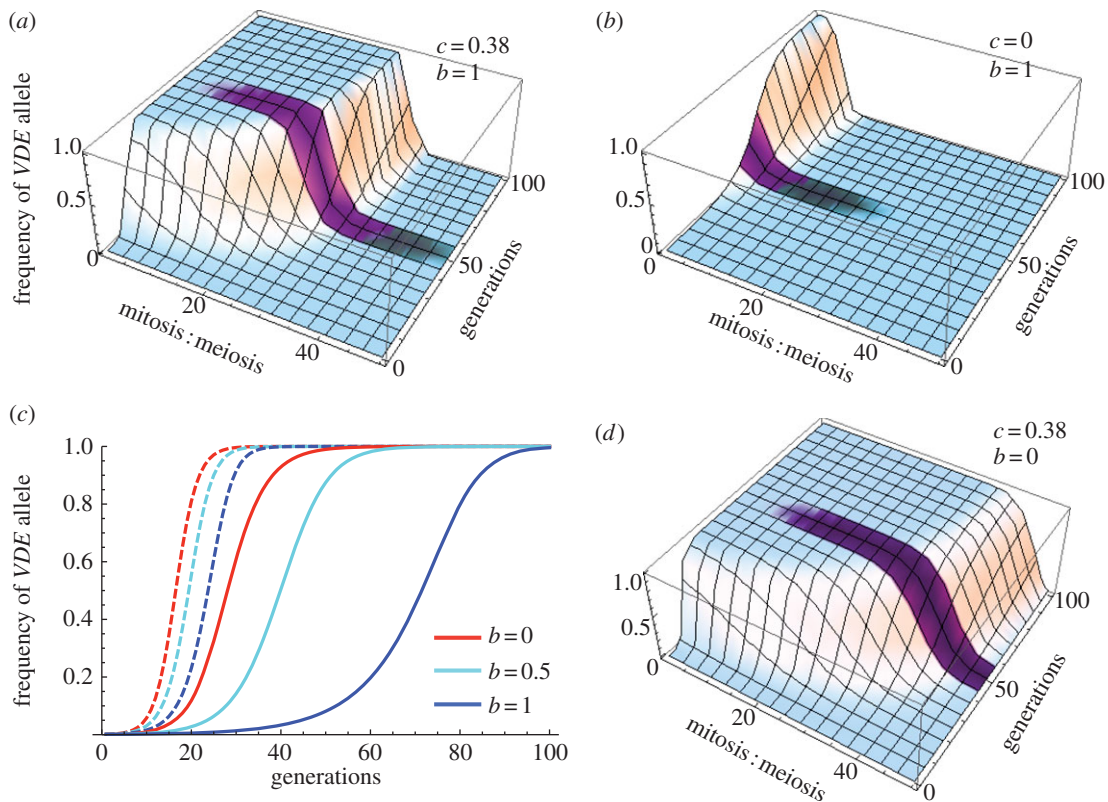 (a)
c = 0.38
b = 1
frequency of VDE allele
1.0
0.5
0
20
40
mitosis : meiosis
0
50
100
generations
(b)
c = 0
b = 1
1.0
0.5
0
20
40
mitosis : meiosis
0
50
100
generations
(c)
frequency of VDE allele
1.0
0.8
0.6
0.4
0.2
0 20 40 60 80 100
generations
b = 0
b = 0.5
b = 1
(d)
c = 0.38
b = 0
1.0
0.5
0
20
40
mitosis : meiosis
0
50
100
generations